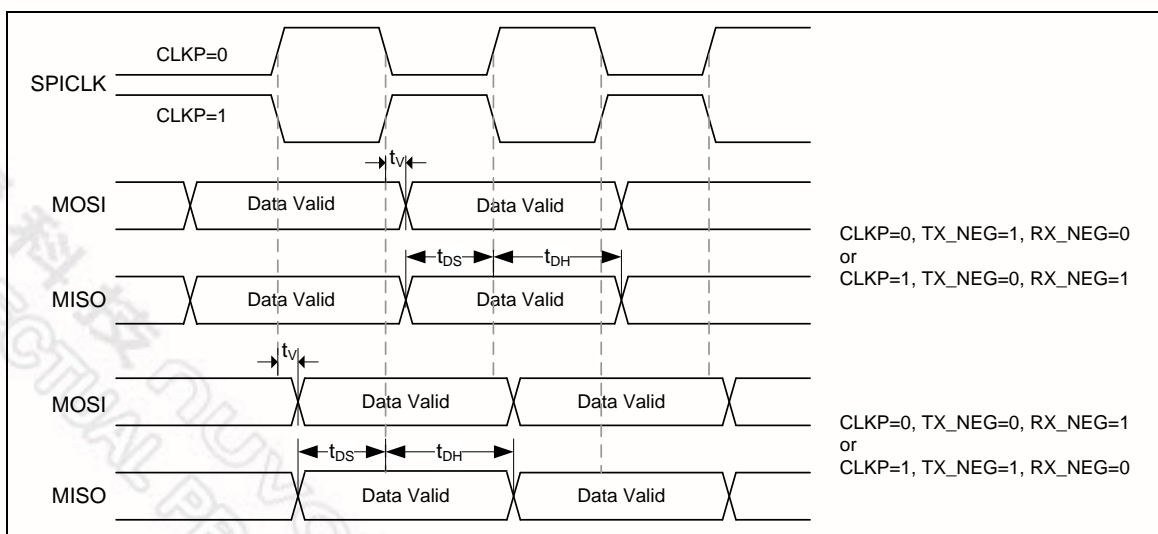 CLKP=0
SPICLK
CLKP=1
tV
MOSI
Data Valid
Data Valid
CLKP=0, TX_NEG=1, RX_NEG=0
or
CLKP=1, TX_NEG=0, RX_NEG=1
tDS
tDH
MISO
Data Valid
Data Valid
tV
MOSI
Data Valid
Data Valid
CLKP=0, TX_NEG=0, RX_NEG=1
or
CLKP=1, TX_NEG=1, RX_NEG=0
tDS
tDH
MISO
Data Valid
Data Valid
科技